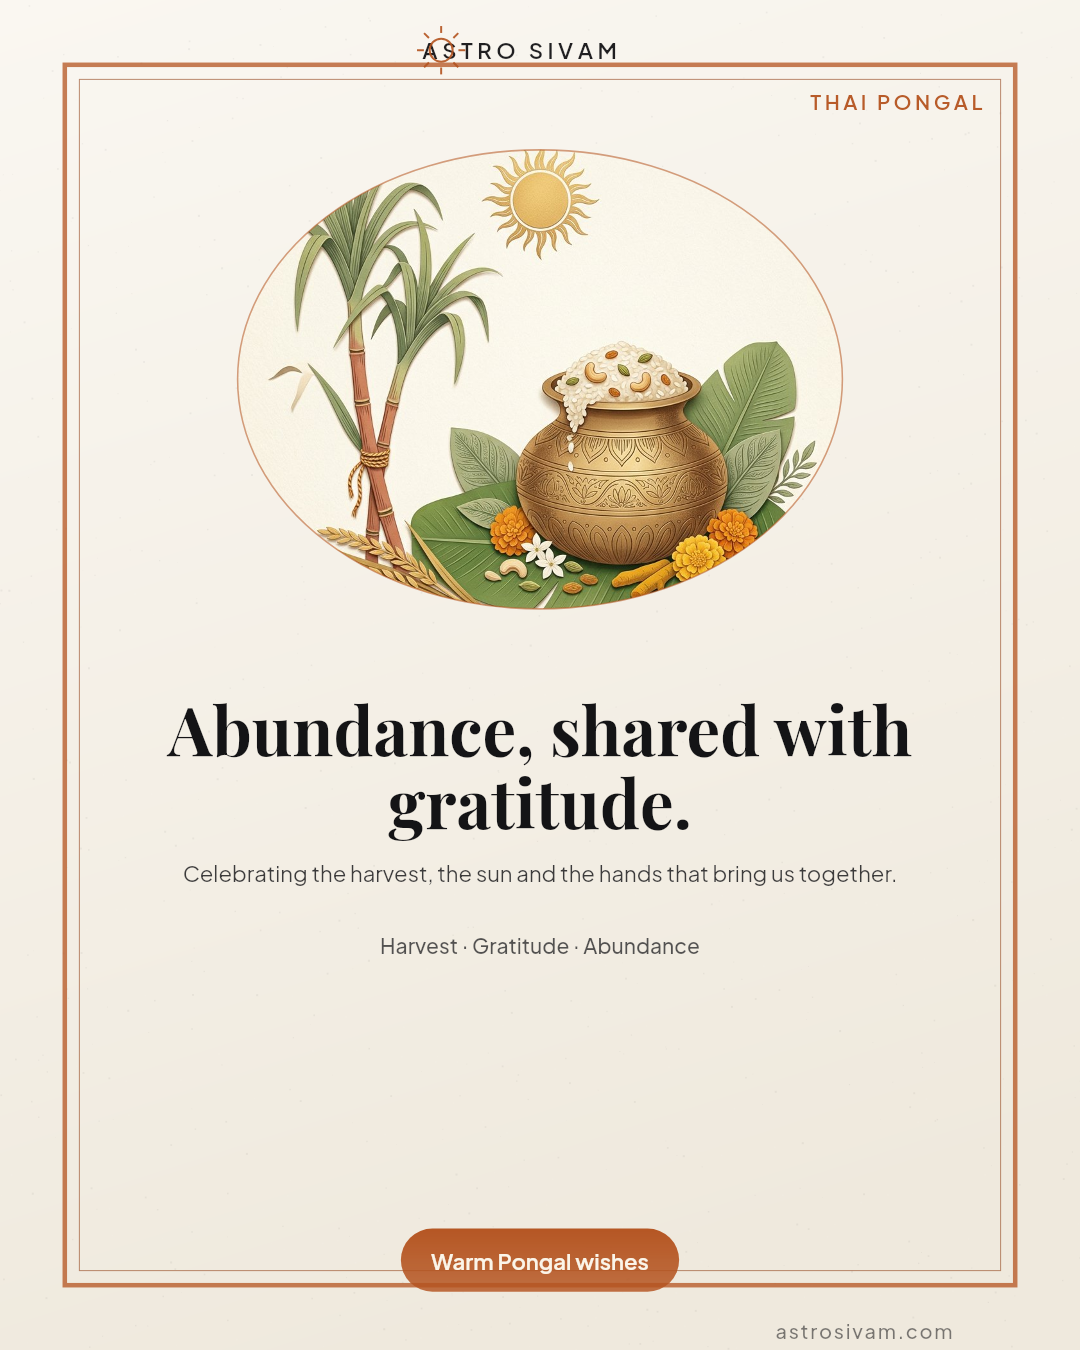 ASTRO SIVAM
THAI PONGAL
Abundance, shared with
gratitude.
Celebrating the harvest, the sun and the hands that bring us together.
Harvest · Gratitude · Abundance
Warm Pongal wishes
astrosivam.com